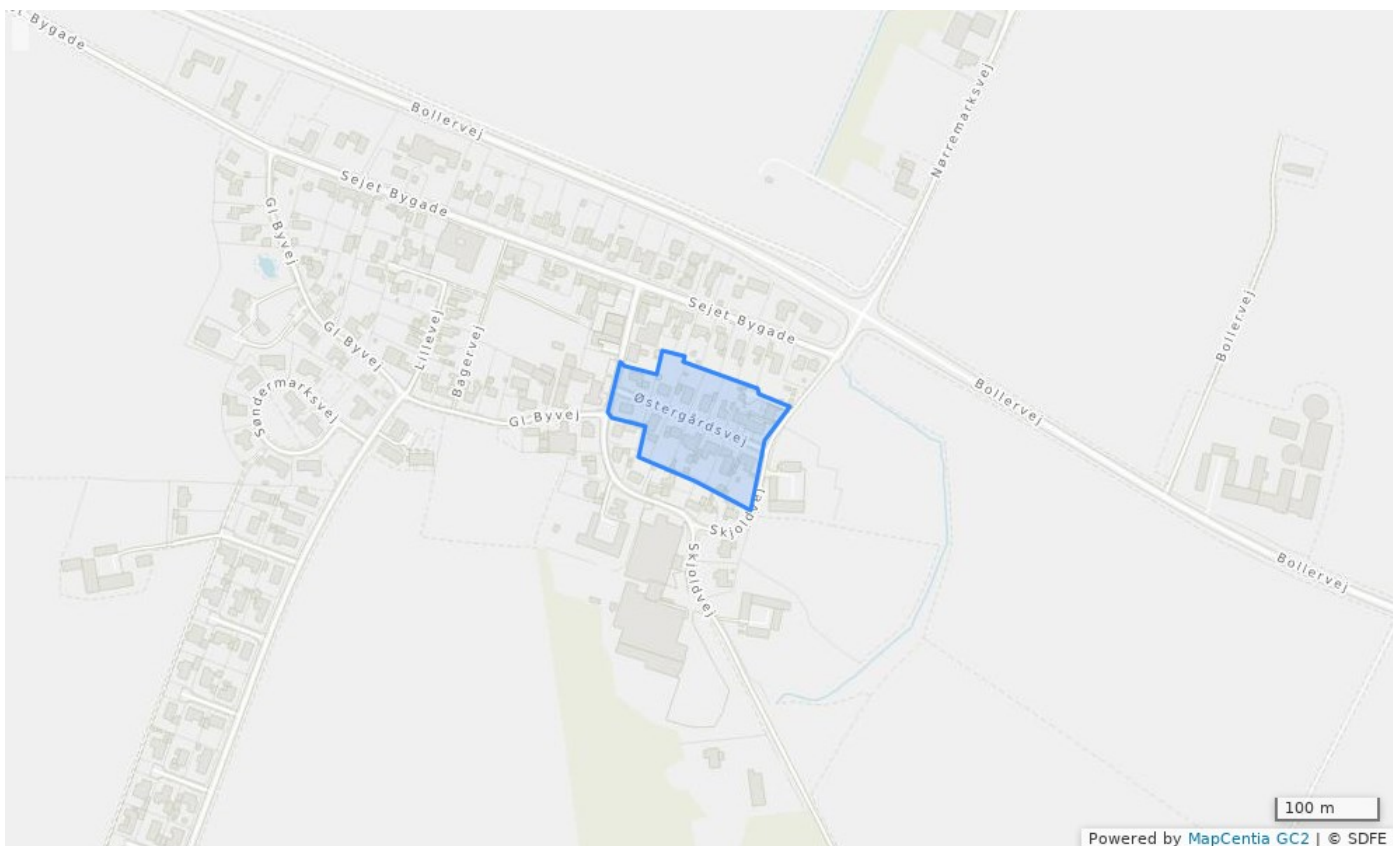 st Bygade
Bollervej
Nørremarksvej
Sejet Bygade
Gl Byvej
Bollervej
Sejet Bygade
Gl Byvej
Lillevej
Bagervej
Bollervej
Søndermarksvej
Gl Byvej
Østergårdsvej
Skjoldvej
Skjoldvej
Bollervej
100 m
Powered by MapCentia GC2 | © SDFE